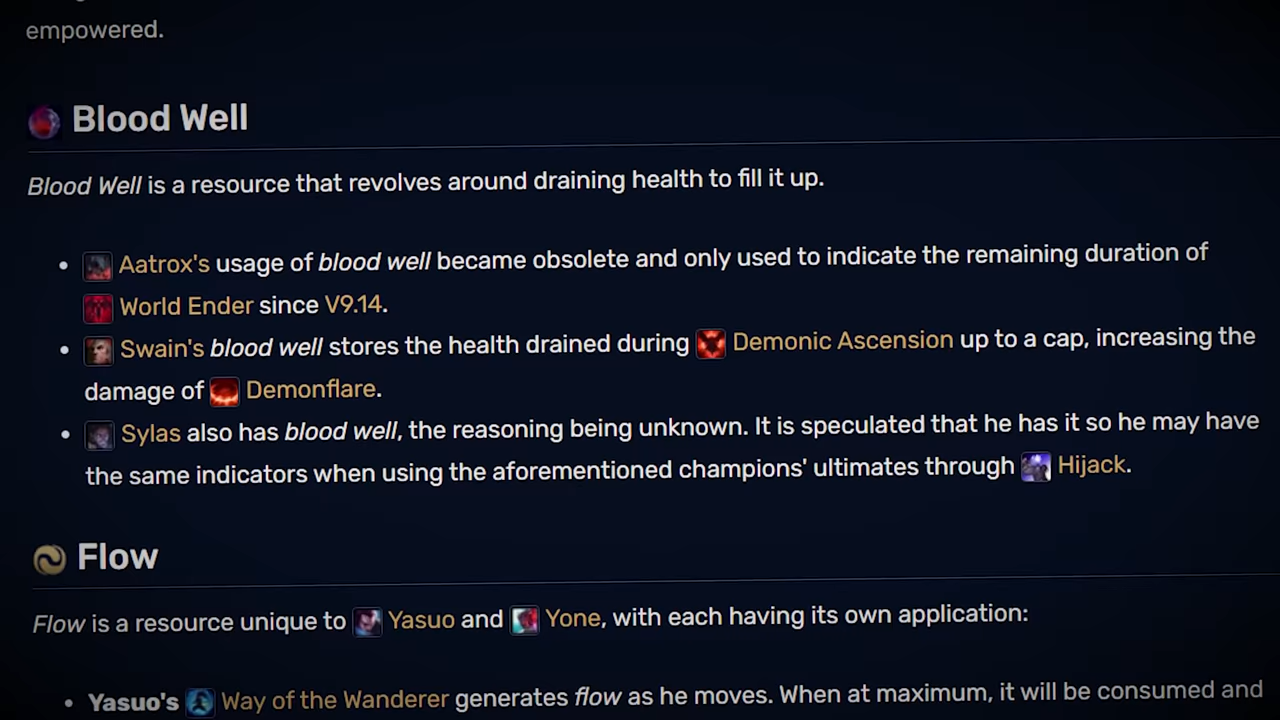 empowered.
Blood Well
Blood Well is a resource that revolves around draining health to fill it up.
• Aatrox's usage of blood well became obsolete and only used to indicate the remaining duration of
World Ender since V9.14.
• Swain's blood well stores the health drained during Demonic Ascension up to a cap, increasing the
damage of Demonflare.
• Sylas also has blood well, the reasoning being unknown. It is speculated that he has it so he may have
the same indicators when using the aforementioned champions' ultimates through Hijack.
Flow
Flow is a resource unique to Yasuo and Yone, with each having its own application:
• Yasuo's Way of the Wanderer generates flow as he moves. When at maximum, it will be consumed and